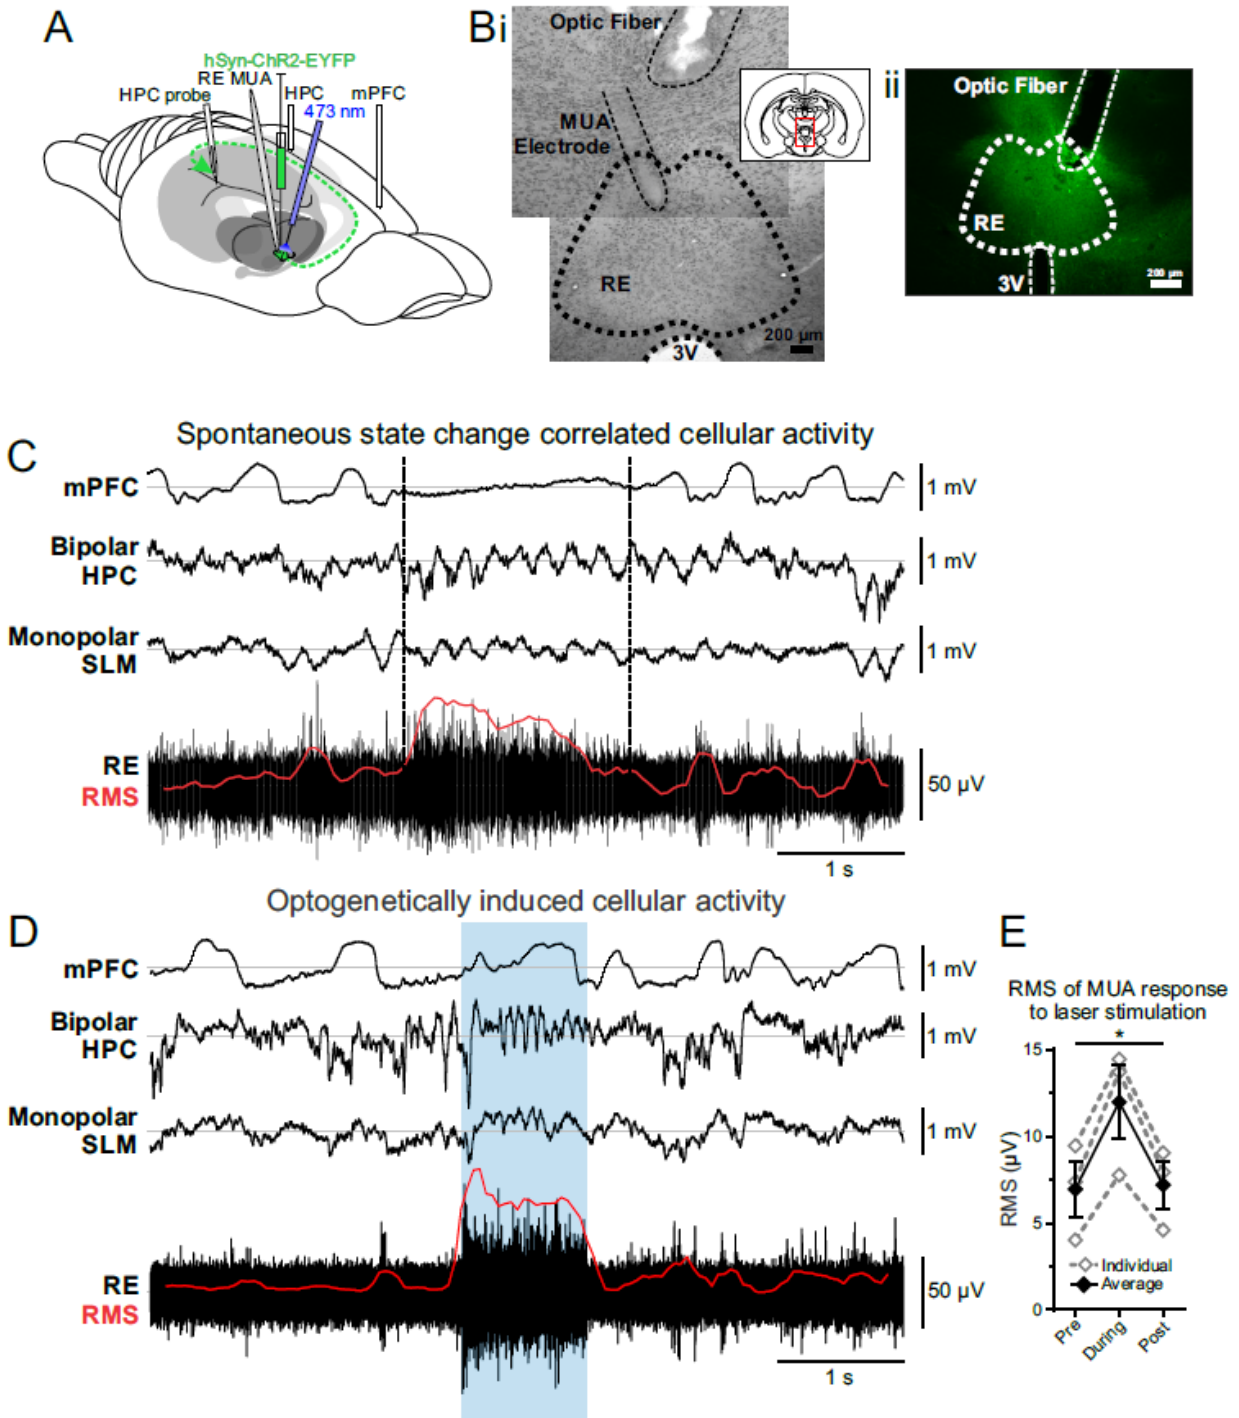 A
hSyn-ChR2-EYFP
RE MUA
HPC
mPFC
HPC probe
473 nm
Bi
Optic Fiber
MUA
Electrode
RE
200 µm
3V
ii
Optic Fiber
RE
3V
200 µm
C
Spontaneous state change correlated cellular activity
mPFC
1 mV
Bipolar
HPC
1 mV
Monopolar
SLM
1 mV
RE
RMS
50 µV
1 s
D
Optogenetically induced cellular activity
mPFC
1 mV
Bipolar
HPC
1 mV
Monopolar
SLM
1 mV
RE
RMS
50 µV
1 s
E
RMS of MUA response
to laser stimulation
*
15
10
5
0
RMS (µV)
Individual
Average
Pre
During
Post